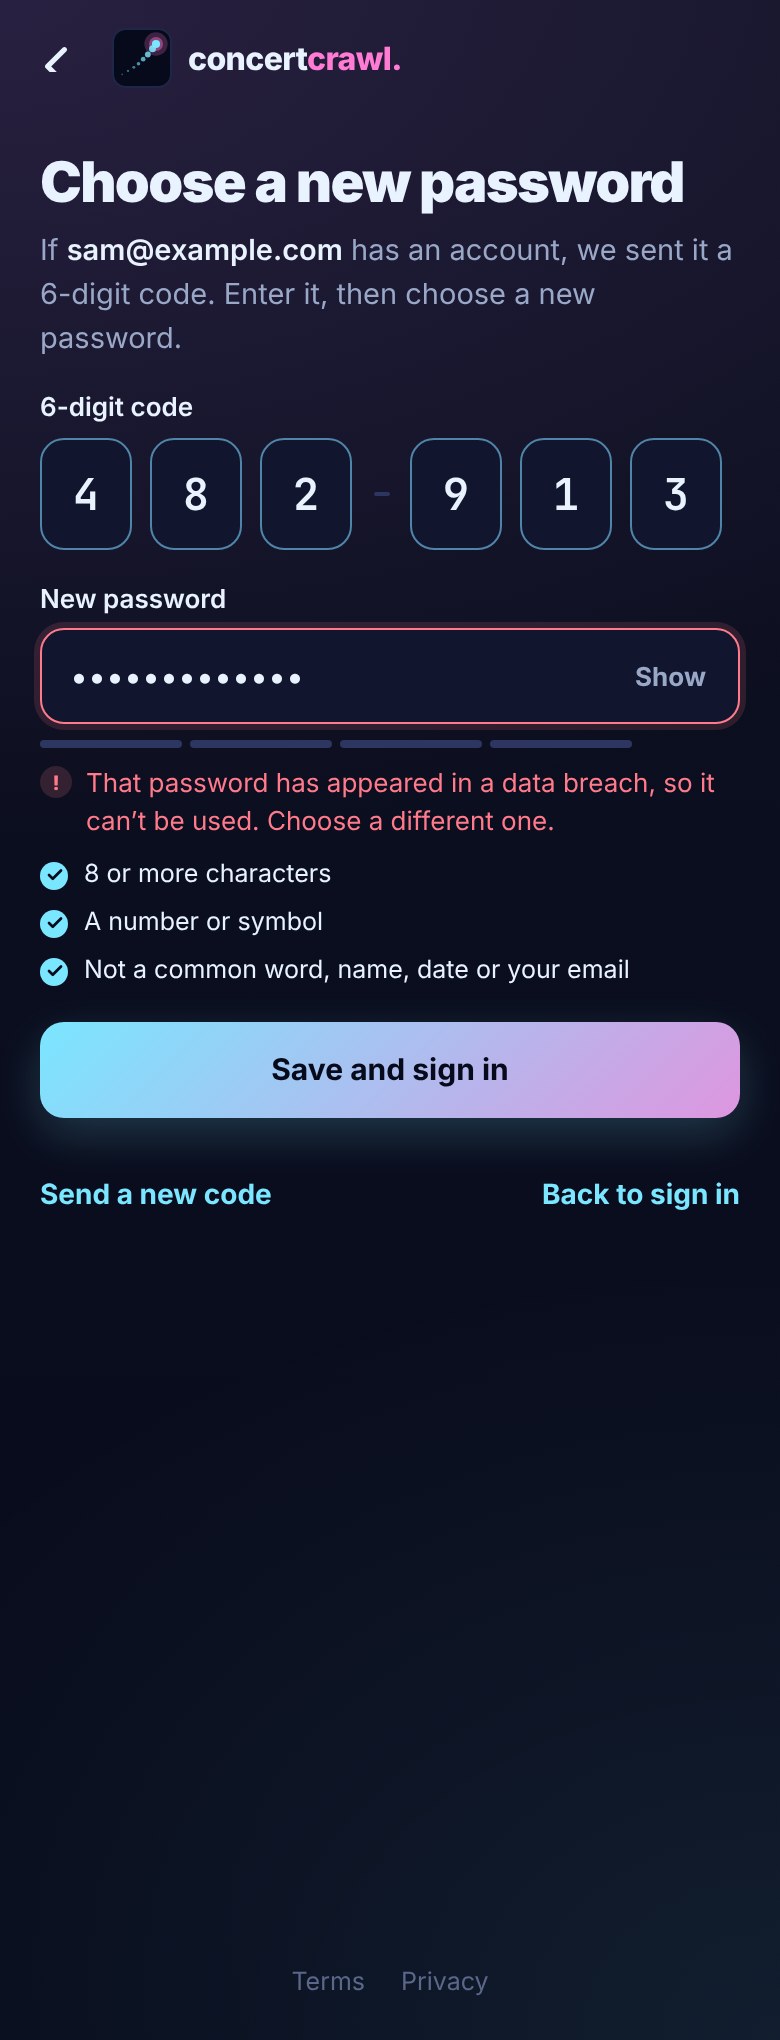 concertcrawl.
Choose a new password
If sam@example.com has an account, we sent it a
6-digit code. Enter it, then choose a new
password.
6-digit code
4 8 2 – 9 1 3
New password
••••••••••••• Show
! That password has appeared in a data breach, so it
can’t be used. Choose a different one.
8 or more characters
A number or symbol
Not a common word, name, date or your email
Save and sign in
Send a new code Back to sign in
Terms Privacy